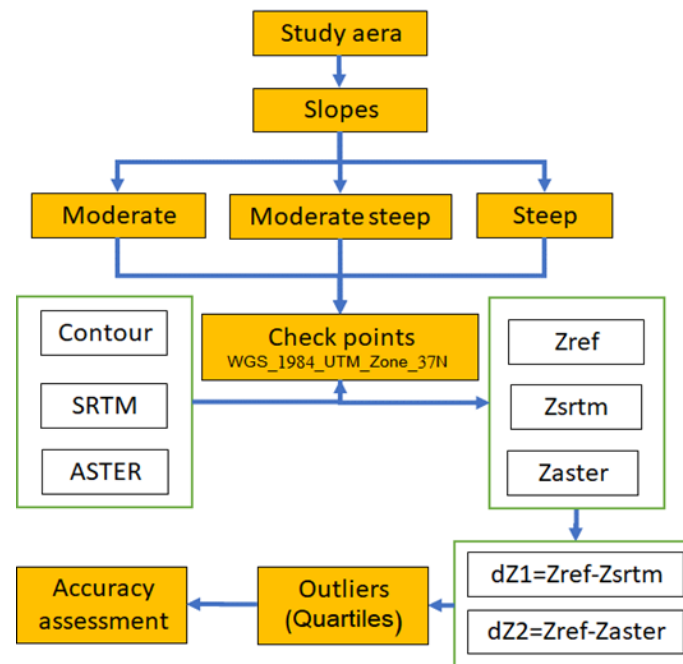 Study aera
Slopes
Moderate
Moderate steep
Steep
Check points
WGS_1984_UTM_Zone_37N
Contour
SRTM
ASTER
Zref
Zsrtm
Zaster
dZ1=Zref-Zsrtm
dZ2=Zref-Zaster
Outliers
(Quartiles)
Accuracy
assessment